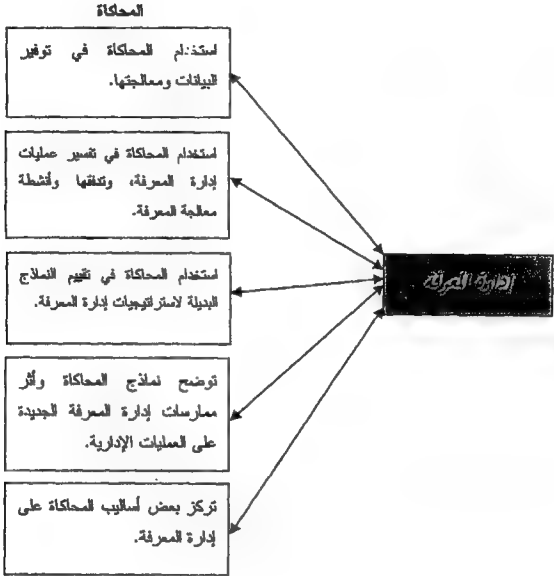 المحاكاة
استخدام المحاكاة في توفير
البيانات ومعالجتها.
استخدام المحاكاة في تفسير عمليات
إدارة المعرفة، وتدفقها وأنشطة
معالجة المعرفة.
استخدام المحاكاة في تقييم النماذج
البديلة لاستراتيجيات إدارة المعرفة.
توضح نماذج المحاكاة وأثر
ممارسات إدارة المعرفة الجديدة
على العمليات الإدارية.
تركز بعض أساليب المحاكاة على
إدارة المعرفة.